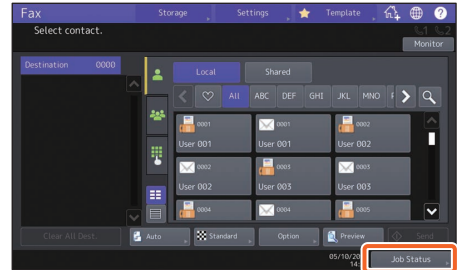 Fax
Storage
Settings
Template
Select contact.
Monitor
Destination 0000
Local
Shared
All
ABC
DEF
GHI
JKL
MNO
0001
User 001
0001
User 001
0002
User 002
0002
User 002
0003
User 003
0003
User 003
0004
0004
0005
Clear All Dest.
Auto
Standard
Option
Preview
Send
05/10/20
14:
Job Status